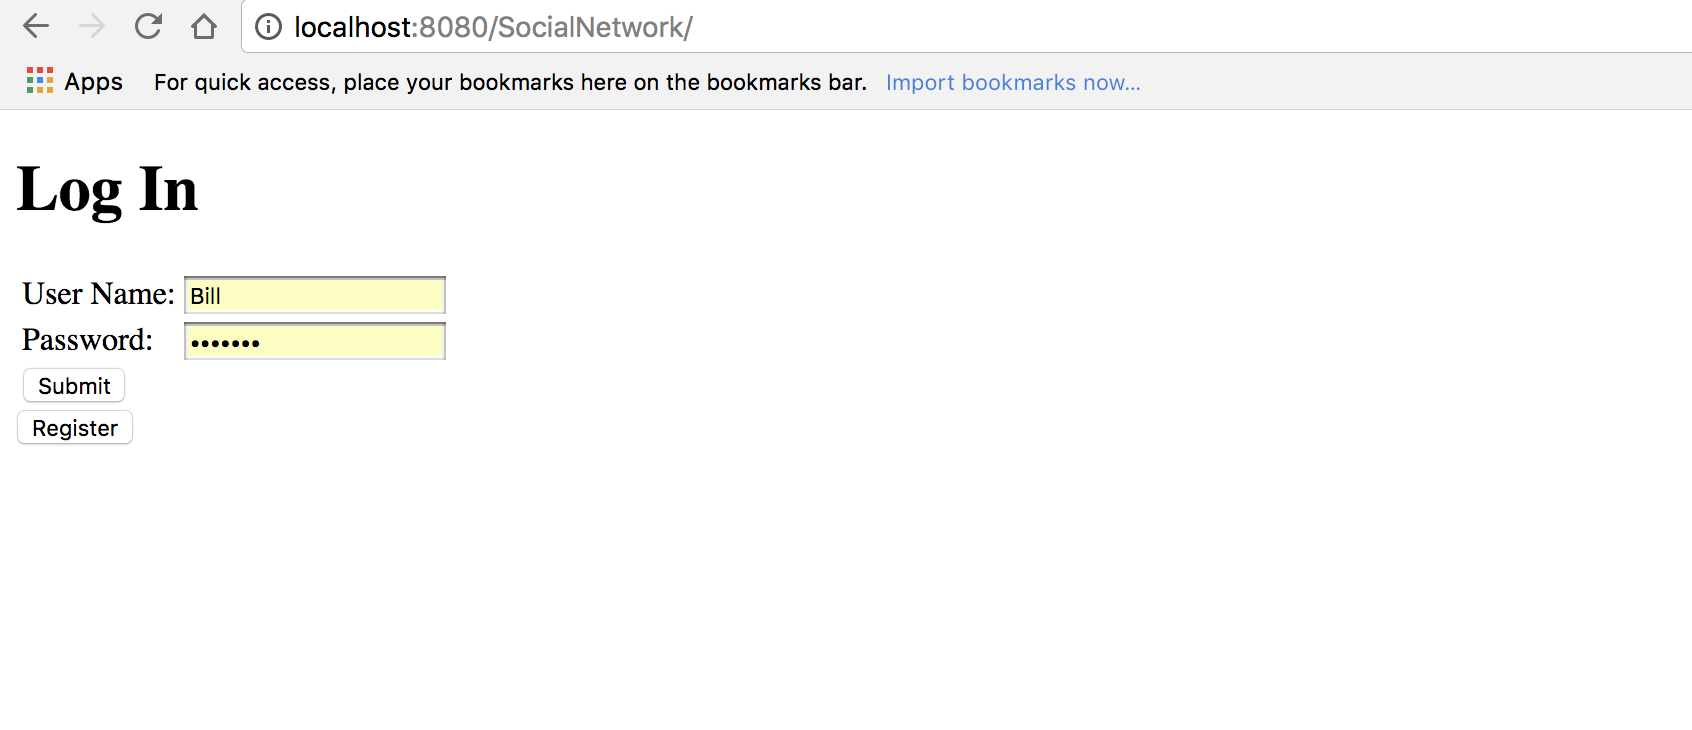 localhost:8080/SocialNetwork/
Apps For quick access, place your bookmarks here on the bookmarks bar. Import bookmarks now...
Log In
User Name: Bill
Password: •••••••
Submit
Register